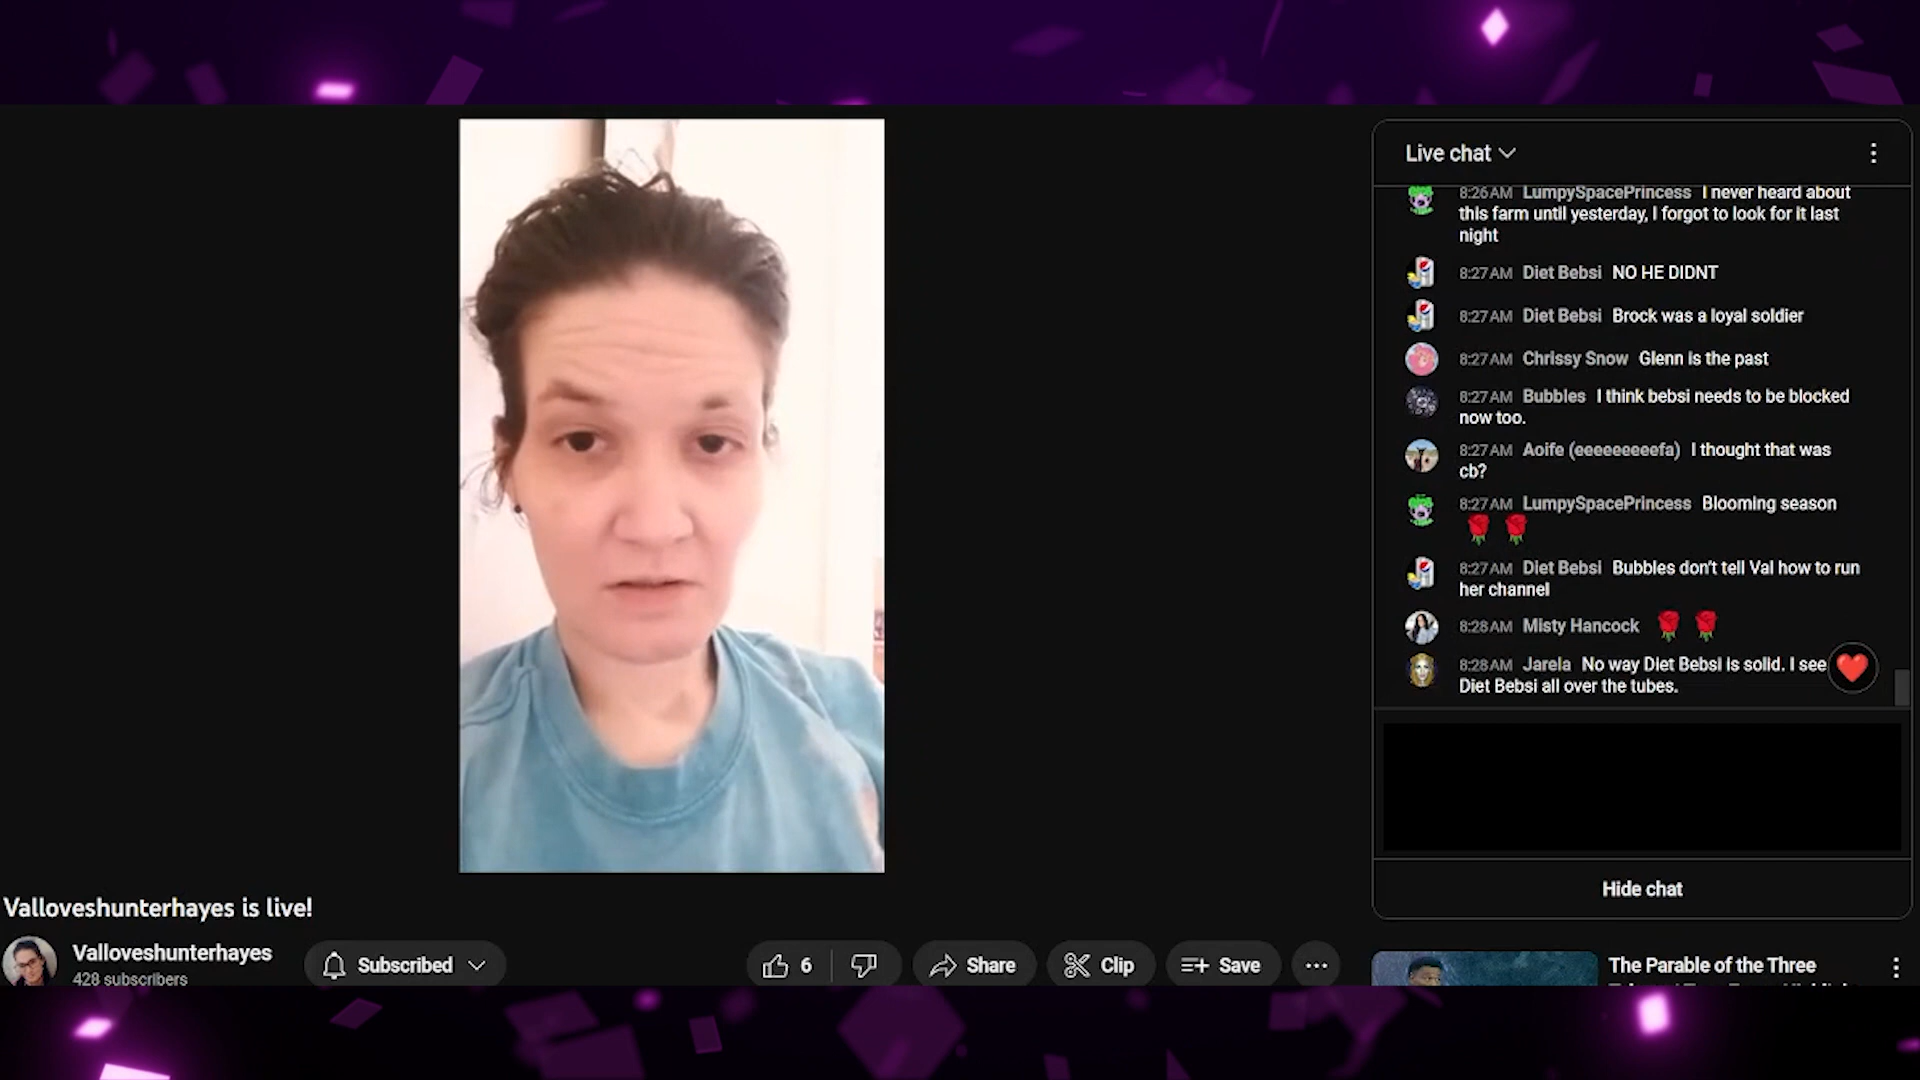 Live chat
8:26 AM LumpySpacePrincess I never heard about
this farm until yesterday, I forgot to look for it last
night
8:27 AM Diet Bebsi NO HE DIDNT
8:27 AM Diet Bebsi Brock was a loyal soldier
8:27 AM Chrissy Snow Glenn is the past
8:27 AM Bubbles I think bebsi needs to be blocked
now too.
8:27 AM Aoife (eeeeeeeeefa) I thought that was
cb?
8:27 AM LumpySpacePrincess Blooming season
8:27 AM Diet Bebsi Bubbles don't tell Val how to run
her channel
8:28 AM Misty Hancock
8:28 AM Jarela No way Diet Bebsi is solid. I see
Diet Bebsi all over the tubes.
Hide chat
Valloveshunterhayes is live!
Valloveshunterhayes
428 subscribers
Subscribed
6
Share
Clip
Save
The Parable of the Three